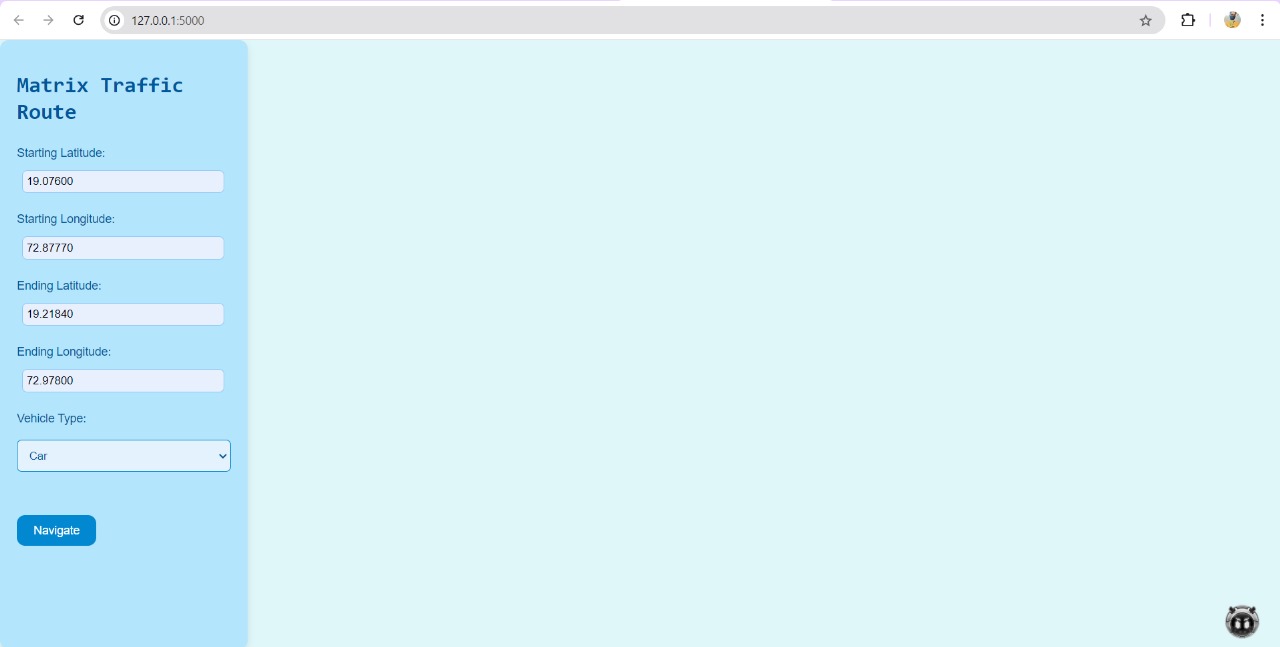 127.0.0.1:5000
Matrix Traffic
Route
Starting Latitude:
19.07600
Starting Longitude:
72.87770
Ending Latitude:
19.21840
Ending Longitude:
72.97800
Vehicle Type:
Car
Navigate